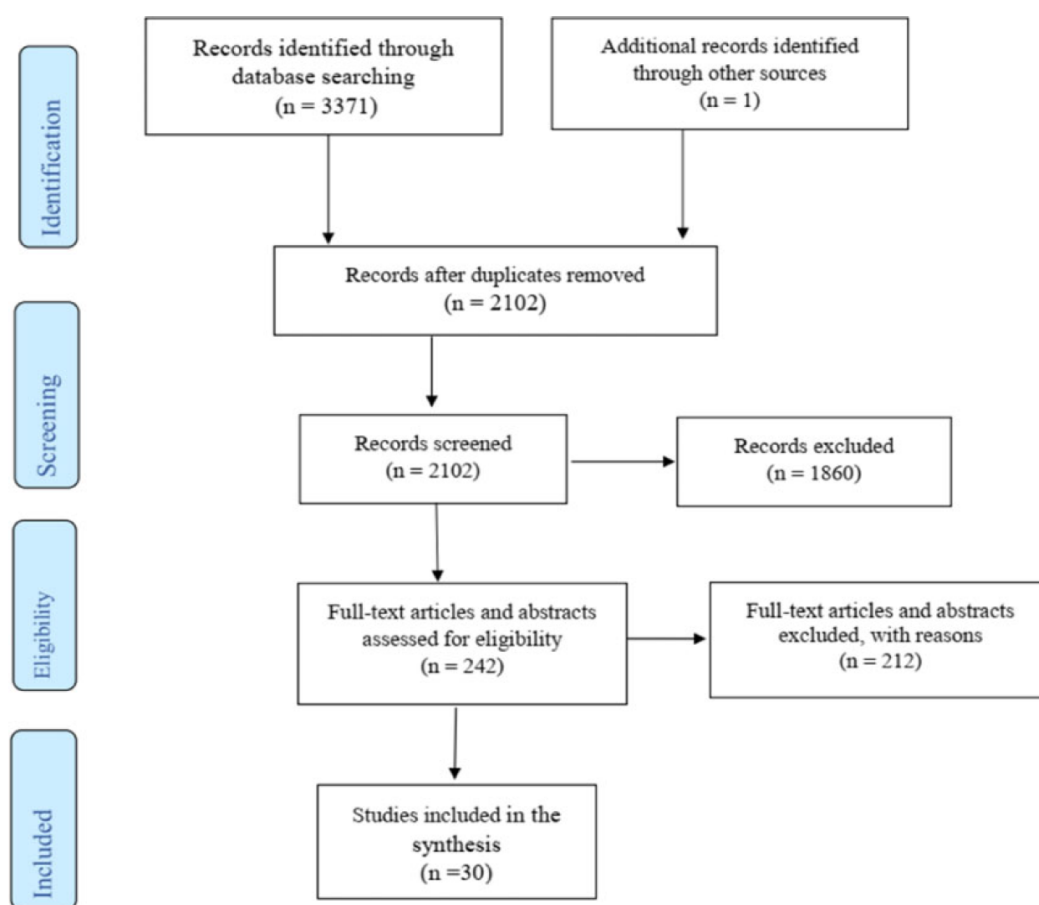 Identification
Records identified through
database searching
(n = 3371)
Additional records identified
through other sources
(n = 1)
Records after duplicates removed
(n = 2102)
Screening
Records screened
(n = 2102)
Records excluded
(n = 1860)
Eligibility
Full-text articles and abstracts
assessed for eligibility
(n = 242)
Full-text articles and abstracts
excluded, with reasons
(n = 212)
Included
Studies included in the
synthesis
(n =30)